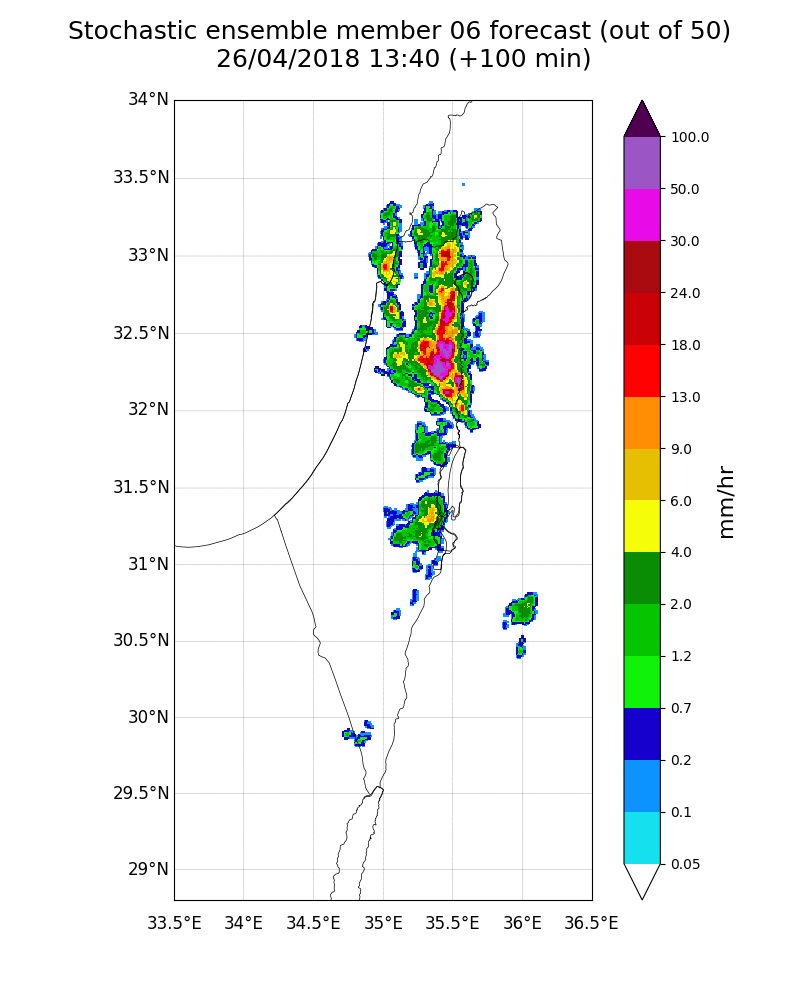 Stochastic ensemble member 06 forecast (out of 50)
26/04/2018 13:40 (+100 min)
34°N
33.5°N
33°N
32.5°N
32°N
31.5°N
31°N
30.5°N
30°N
29.5°N
29°N
33.5°E
34°E
34.5°E
35°E
35.5°E
36°E
36.5°E
100.0
50.0
30.0
24.0
18.0
13.0
9.0
6.0
4.0
2.0
1.2
0.7
0.2
0.1
0.05
mm/hr